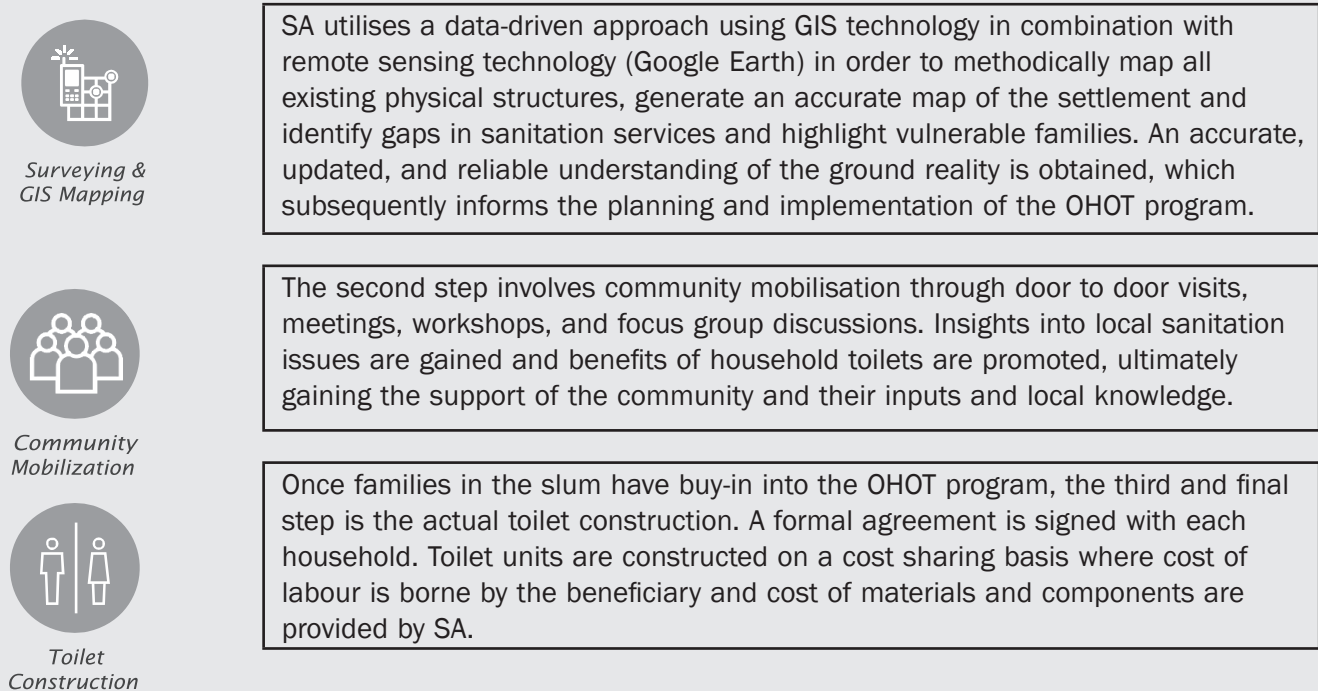 SA utilises a data-driven approach using GIS technology in combination with
remote sensing technology (Google Earth) in order to methodically map all
existing physical structures, generate an accurate map of the settlement and
identify gaps in sanitation services and highlight vulnerable families. An accurate,
updated, and reliable understanding of the ground reality is obtained, which
subsequently informs the planning and implementation of the OHOT program.
Surveying &
GIS Mapping
The second step involves community mobilisation through door to door visits,
meetings, workshops, and focus group discussions. Insights into local sanitation
issues are gained and benefits of household toilets are promoted, ultimately
gaining the support of the community and their inputs and local knowledge.
Community
Mobilization
Once families in the slum have buy-in into the OHOT program, the third and final
step is the actual toilet construction. A formal agreement is signed with each
household. Toilet units are constructed on a cost sharing basis where cost of
labour is borne by the beneficiary and cost of materials and components are
provided by SA.
Toilet
Construction